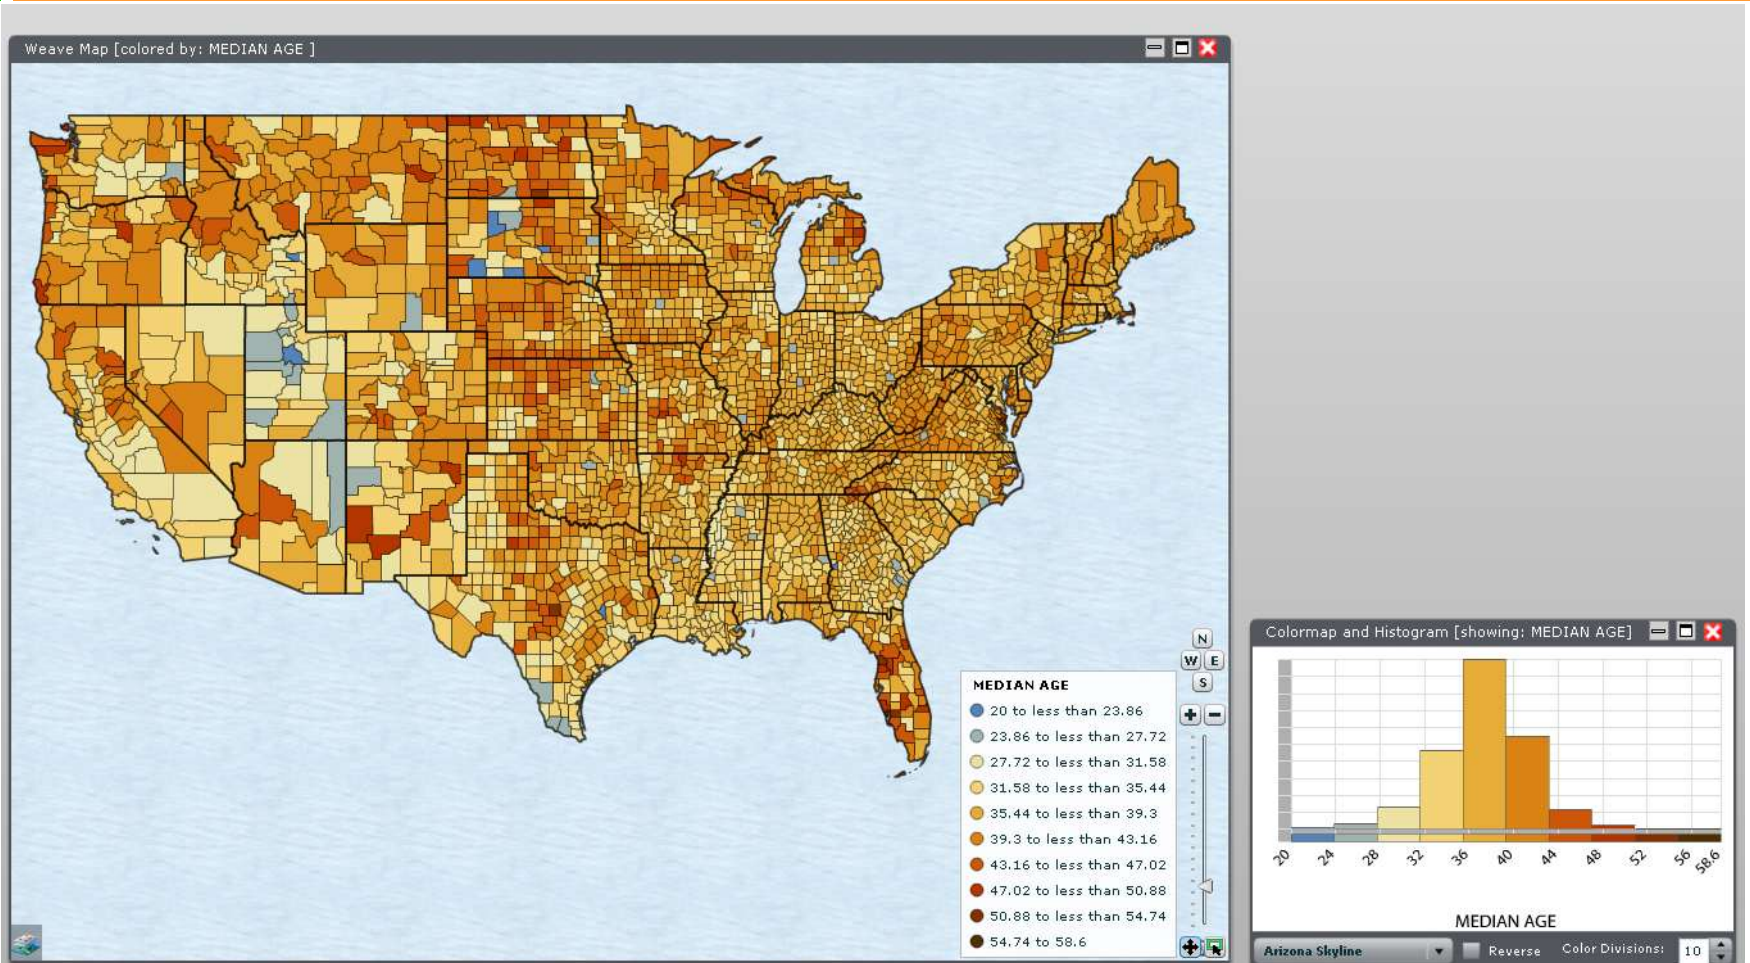 Weave Map [colored by: MEDIAN AGE ]
N
W E
S
MEDIAN AGE
20 to less than 23.86
23.86 to less than 27.72
27.72 to less than 31.58
31.58 to less than 35.44
35.44 to less than 39.3
39.3 to less than 43.16
43.16 to less than 47.02
47.02 to less than 50.88
50.88 to less than 54.74
54.74 to 58.6
Colormap and Histogram [showing: MEDIAN AGE]
20 24 28 32 36 40 44 48 52 56 58.6
MEDIAN AGE
Arizona Skyline Reverse Color Divisions: 10